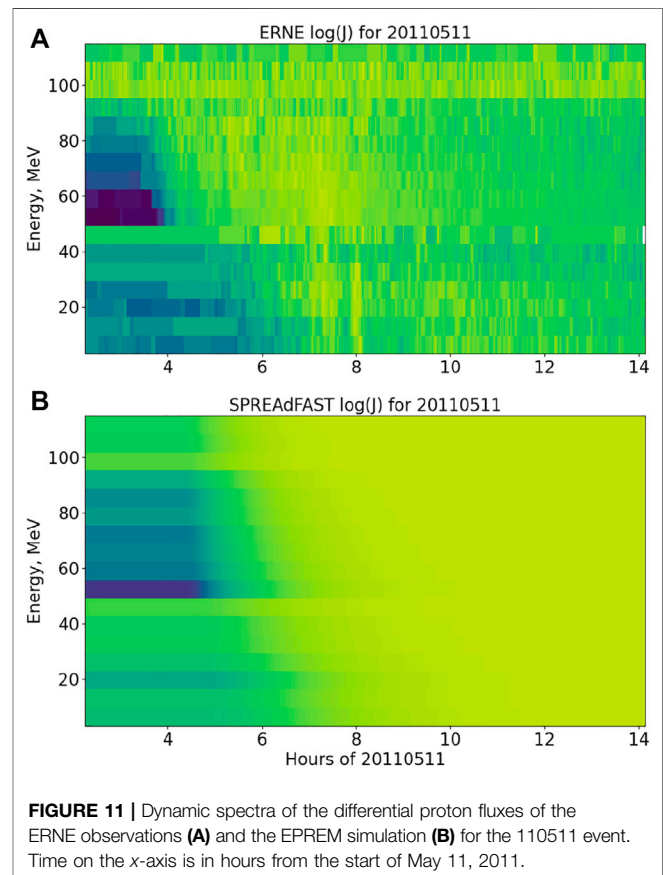 A
ERNE log(J) for 20110511
Energy, MeV
100
80
60
40
20
4 6 8 10 12 14
B
SPREAdFAST log(J) for 20110511
Energy, MeV
100
80
60
40
20
4 6 8 10 12 14
Hours of 20110511
FIGURE 11 | Dynamic spectra of the differential proton fluxes of the
ERNE observations (A) and the EPREM simulation (B) for the 110511 event.
Time on the x-axis is in hours from the start of May 11, 2011.